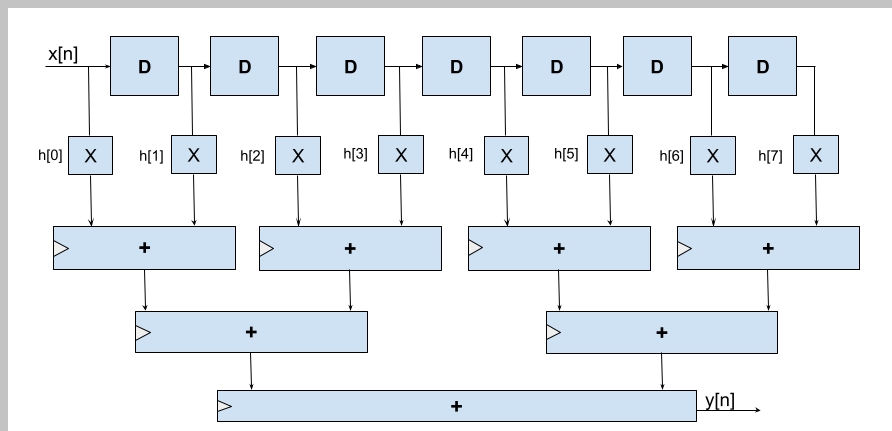 x[n]
D D D D D D D
h[0] X h[1] X h[2] X h[3] X h[4] X h[5] X h[6] X h[7] X
+ + + +
+ +
+ y[n]